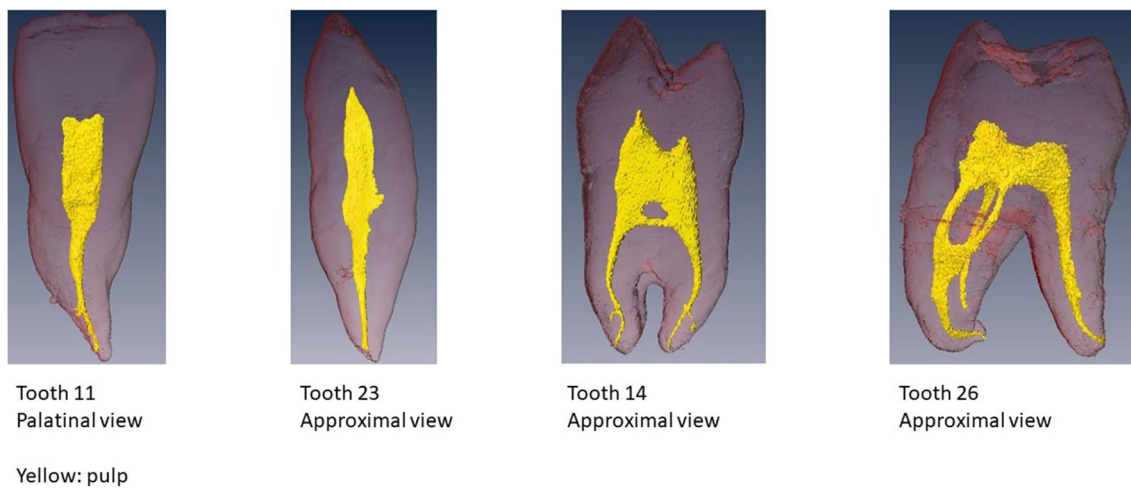 Tooth 11
Palatinal view
Tooth 23
Approximal view
Tooth 14
Approximal view
Tooth 26
Approximal view
Yellow: pulp